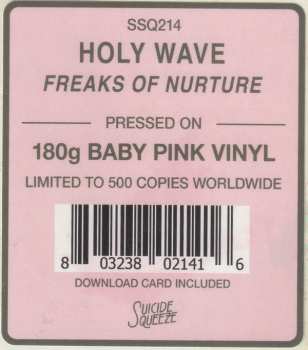 SSQ214
HOLY WAVE
FREAKS OF NURTURE
PRESSED ON
180g BABY PINK VINYL
LIMITED TO 500 COPIES WORLDWIDE
8 03238 02141 6
DOWNLOAD CARD INCLUDED
SUICIDE
SQUEEZE